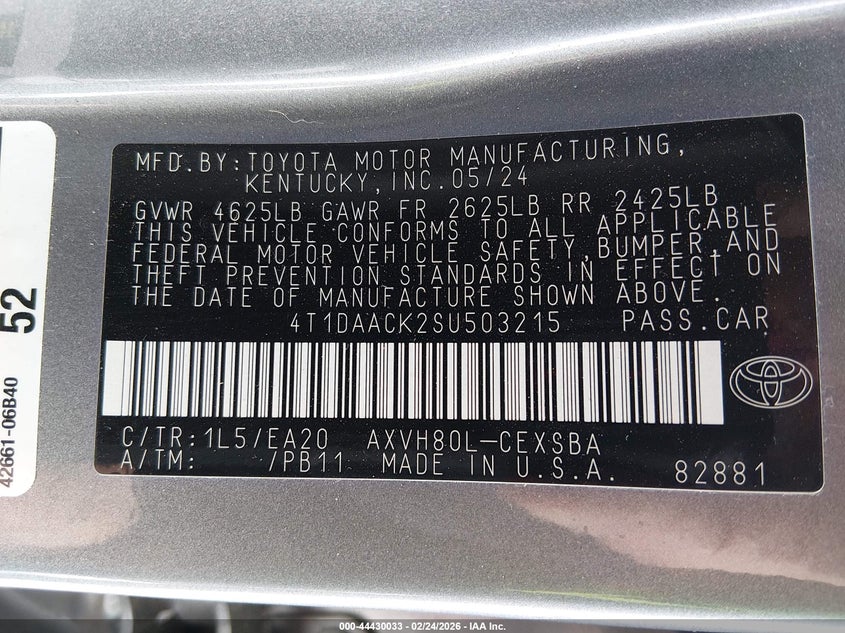 MFD.BY:TOYOTA MOTOR MANUFACTURING,
KENTUCKY,INC.05/24
GVWR 4625LB GAWR FR 2625LB RR 2425LB
THIS VEHICLE CONFORMS TO ALL APPLICABLE
FEDERAL MOTOR VEHICLE SAFETY,BUMPER,AND
THEFT PREVENTION STANDARDS IN EFFECT ON
THE DATE OF MANUFACTURE SHOWN ABOVE.
4T1DAACK2SU503215 PASS.CAR
C/TR:1L5/EA20 AXVH80L-CEXSBA
A/TM: /PB11 MADE IN U.S.A. 82881
52
42661-06B40
000-44430033 - 02/24/2026 - IAA Inc.